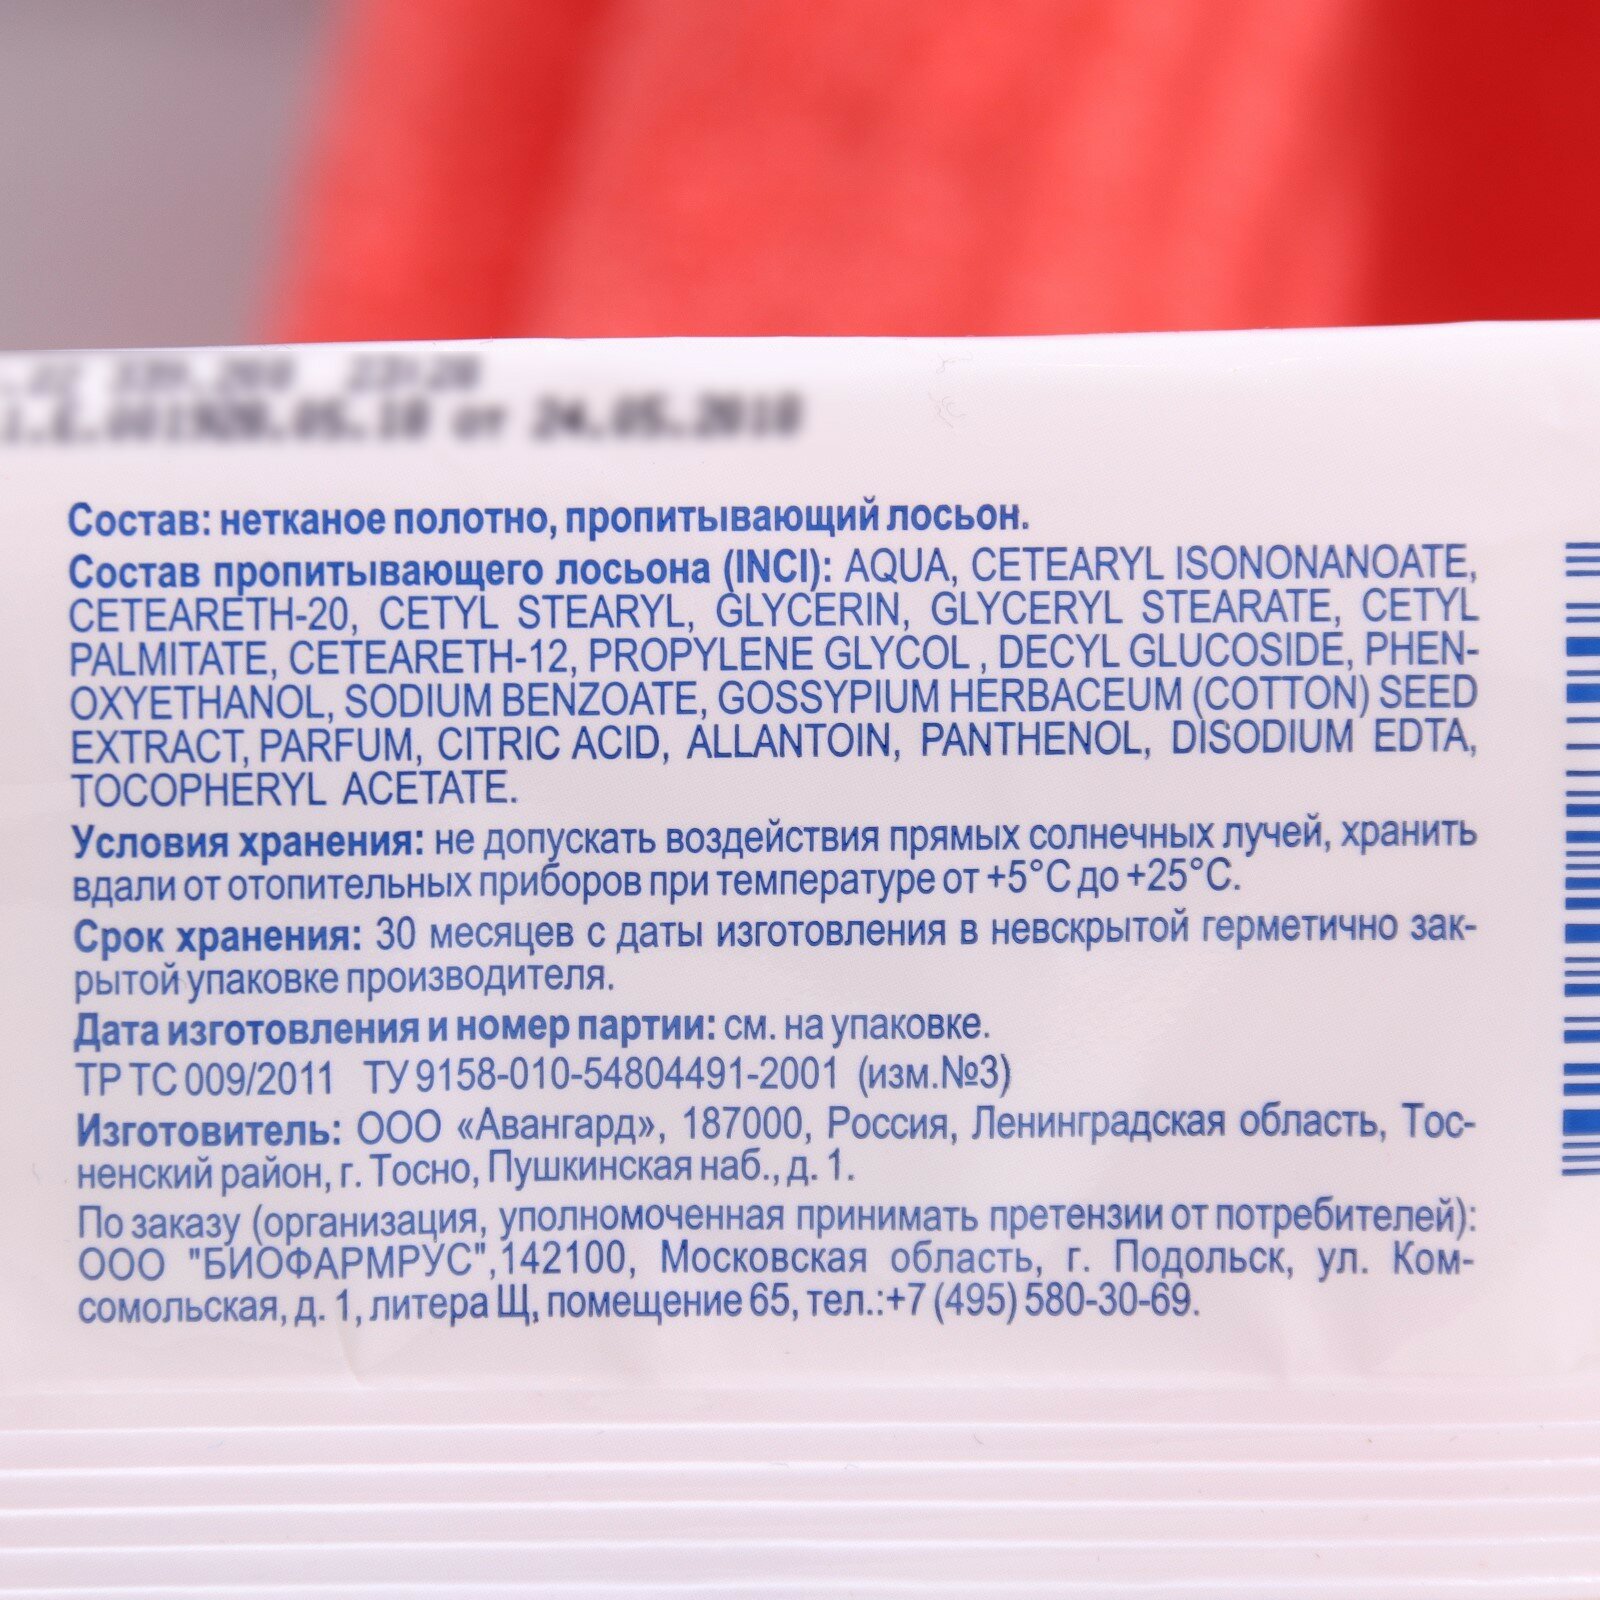 от 24.05.2018
Состав: нетканое полотно, пропитывающий лосьон.
Состав пропитывающего лосьона (INCI): AQUA, CETEARYL ISONONANOATE,
CETEARETH-20, CETYL STEARYL, GLYCERIN, GLYCERYL STEARATE, CETYL
PALMITATE, CETEARETH-12, PROPYLENE GLYCOL , DECYL GLUCOSIDE, PHEN-
OXYETHANOL, SODIUM BENZOATE, GOSSYPIUM HERBACEUM (COTTON) SEED
EXTRACT, PARFUM, CITRIC ACID, ALLANTOIN, PANTHENOL, DISODIUM EDTA,
TOCOPHERYL ACETATE.
Условия хранения: не допускать воздействия прямых солнечных лучей, хранить
вдали от отопительных приборов при температуре от +5°C до +25°C.
Срок хранения: 30 месяцев с даты изготовления в невскрытой герметично зак-
рытой упаковке производителя.
Дата изготовления и номер партии: см. на упаковке.
ТР ТС 009/2011 ТУ 9158-010-54804491-2001 (изм.№3)
Изготовитель: ООО «Авангард», 187000, Россия, Ленинградская область, Тос-
ненский район, г. Тосно, Пушкинская наб., д. 1.
По заказу (организация, уполномоченная принимать претензии от потребителей):
ООО "БИОФАРМРУС",142100, Московская область, г. Подольск, ул. Ком-
сомольская, д. 1, литера Щ, помещение 65, тел.:+7 (495) 580-30-69.